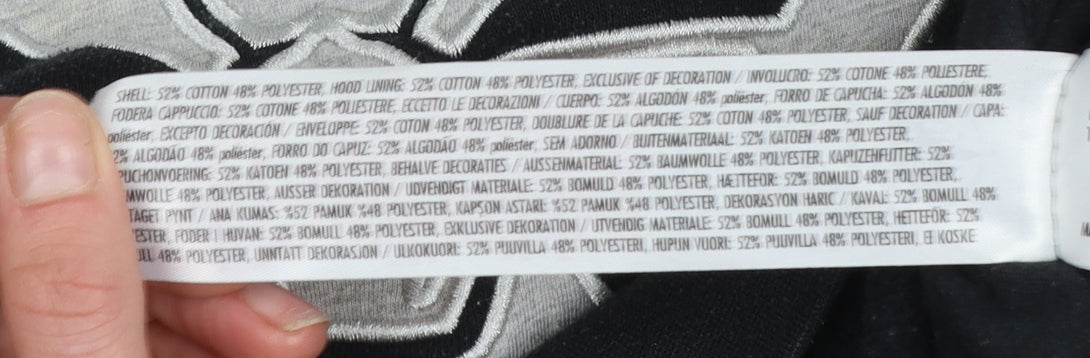 SHELL: 52% COTTON 48% POLYESTER, HOOD LINING: 52% COTTON 48% POLYESTER, EXCLUSIVE OF DECORATION / INVOLUCRO: 52% COTONE 48% POLIESTERE,
FODERA CAPPUCCIO: 52% COTONE 48% POLIESTERE, ECCETTO LE DECORAZIONI / CUERPO: 52% ALGODÓN 48% poliéster, FORRO DE CAPUCHA: 52% ALGODÓN 48%
poliéster, EXCEPTO DECORACIÓN / ENVELOPPE: 52% COTON 48% POLYESTER, DOUBLURE DE LA CAPUCHE: 52% COTON 48% POLYESTER, SAUF DECORATION / CAPA:
2% ALGODÃO 48% poliéster, FORRO DO CAPUZ: 52% ALGODÃO 48% poliéster, SEM ADORNO / BUITENMATERIAAL: 52% KATOEN 48% POLYESTER,
PUCHONVOERING: 52% KATOEN 48% POLYESTER, BEHALVE DECORATIES / AUSSENMATERIAL: 52% BAUMWOLLE 48% POLYESTER, KAPUZENFUTTER: 52%
MWOLLE 48% POLYESTER, AUSSER DEKORATION / UDVENDIGT MATERIALE: 52% BOMULD 48% POLYESTER, HÆTTEFOR: 52% BOMULD 48% POLYESTER,
TAGET PYNT / ANA KUMAS: %52 PAMUK %48 POLYESTER, KAPŞON ASTARI: %52 PAMUK %48 POLYESTER, DEKORASYON HARIC / KAVAJ: 52% BOMULL 48%
ESTER, FODER I HUVAN: 52% BOMULL 48% POLYESTER, EXKLUSIVE DEKORATION / UTVENDIG MATERIALE: 52% BOMULL 48% POLYESTER, HETTEFÔR: 52%
ULL 48% POLYESTER, UNNTATT DEKORASJON / ULKOKUORI: 52% PUUVILLA 48% POLYESTERI, HUPUN VUORI: 52% PUUVILLA 48% POLYESTERI, EI KOSKE